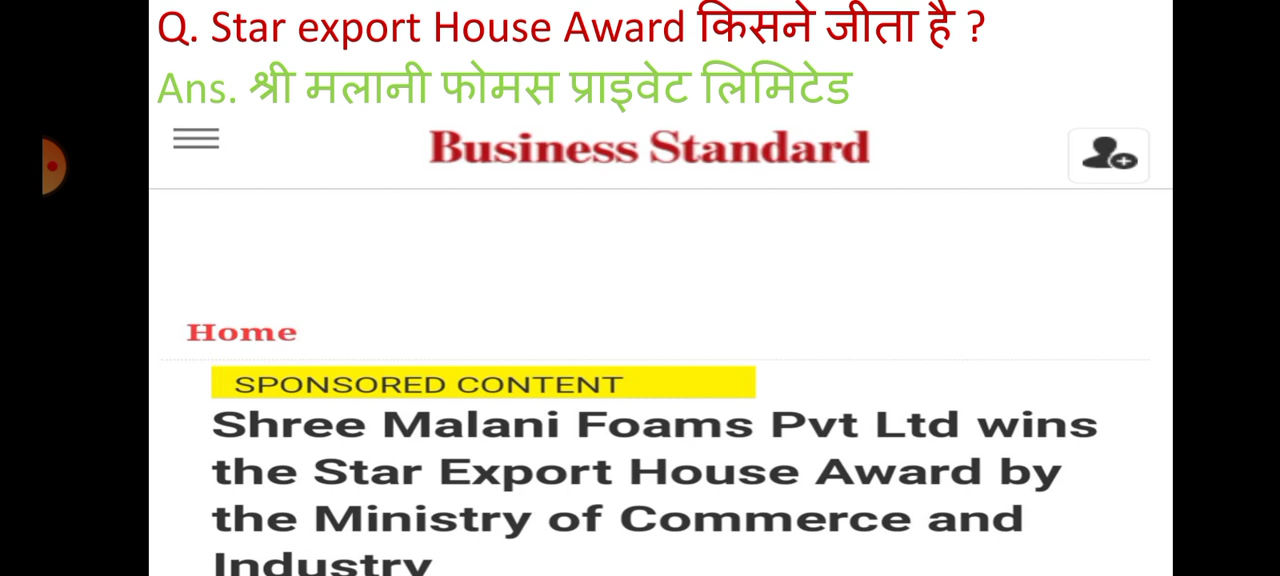 Q. Star export House Award किसने जीता है ?
Ans. श्री मलानी फोमस प्राइवेट लिमिटेड
Business Standard
Home
SPONSORED CONTENT
Shree Malani Foams Pvt Ltd wins
the Star Export House Award by
the Ministry of Commerce and
Industry